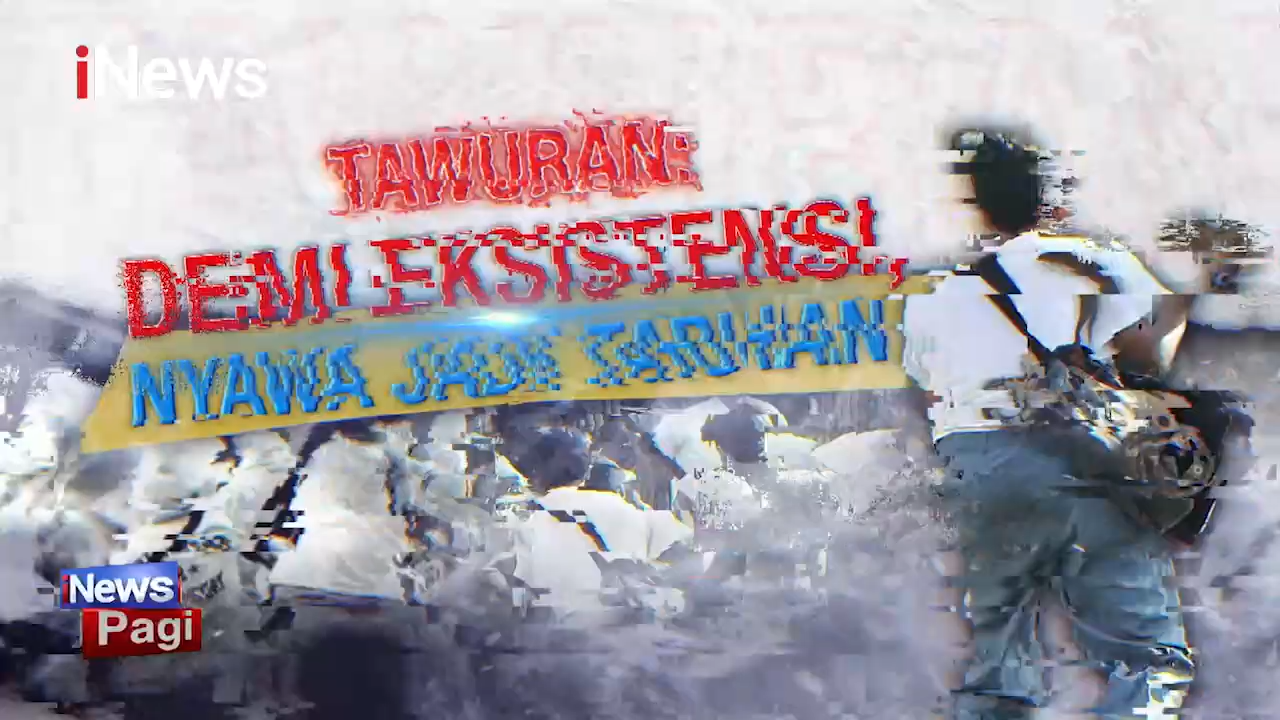 iNews
TAWURAN:
DEMI EKSISTENSI,
NYAWA JADI TARUHAN
iNews
Pagi